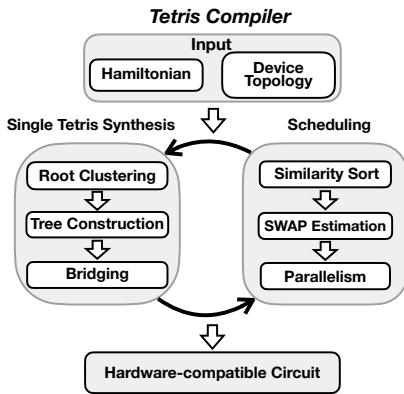 Tetris Compiler
Input
Hamiltonian
Device
Topology
Single Tetris Synthesis
Scheduling
Root Clustering
Tree Construction
Bridging
Similarity Sort
SWAP Estimation
Parallelism
Hardware-compatible Circuit